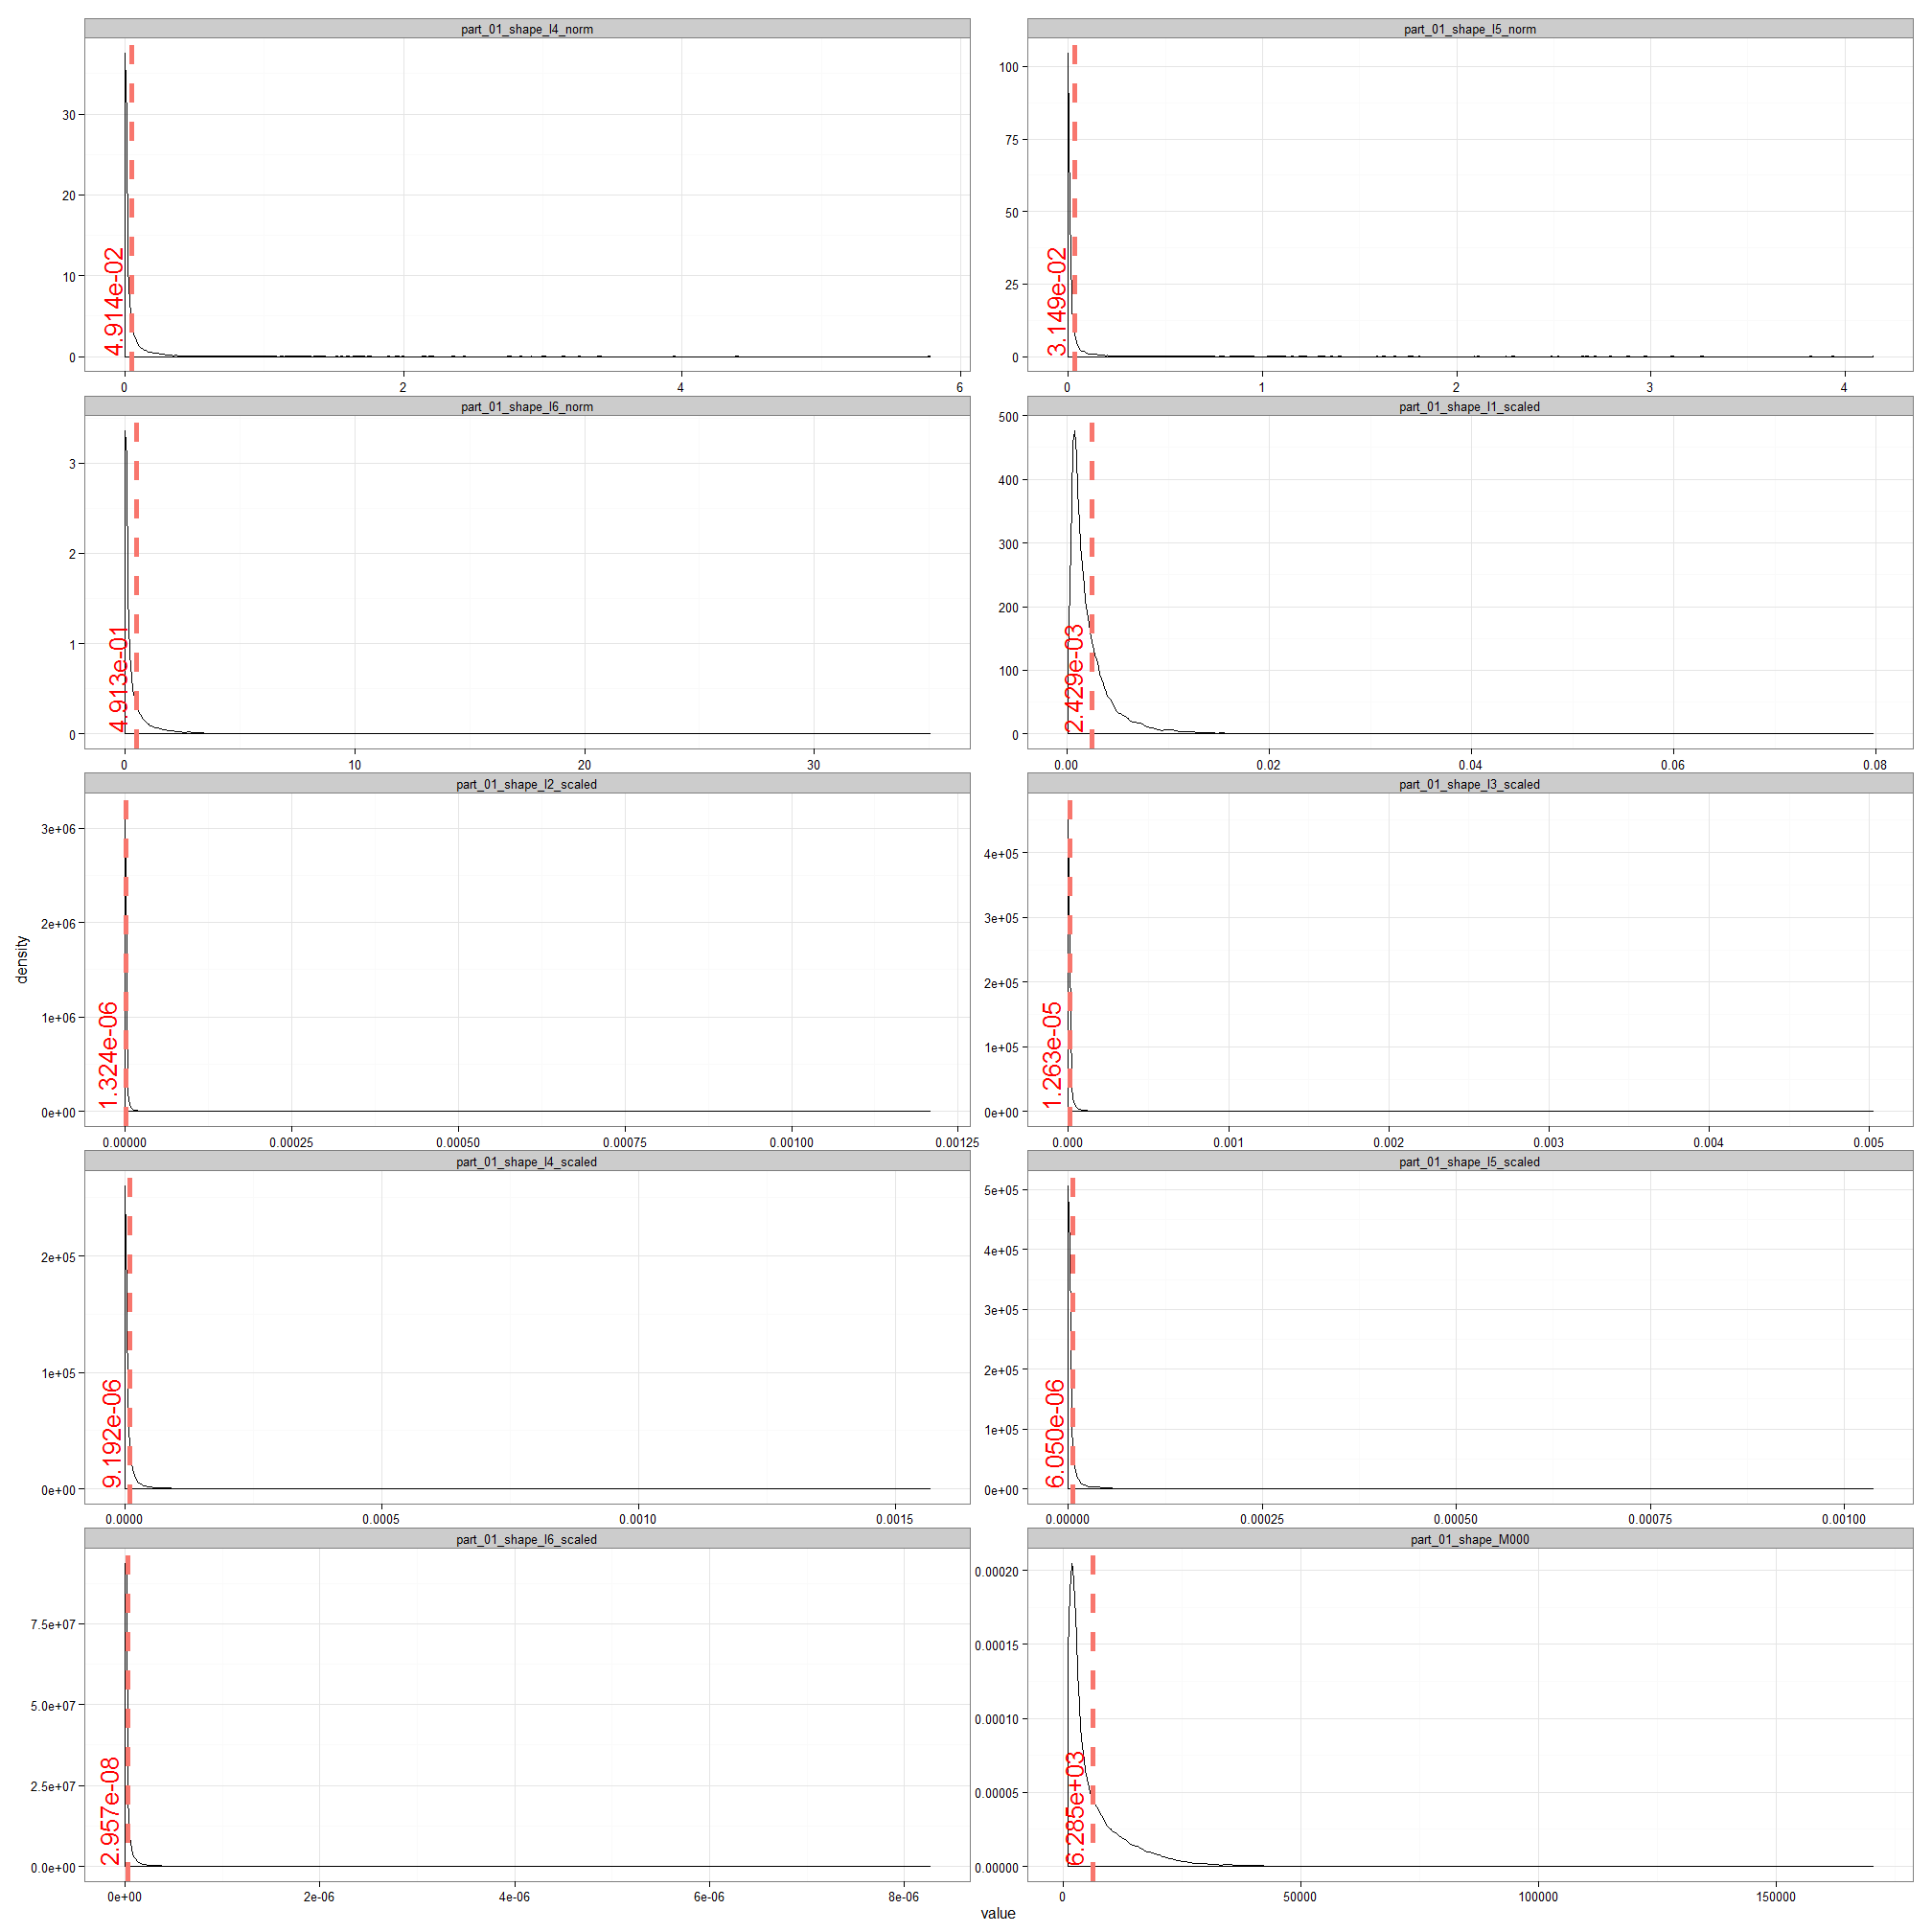 part_01_shape_I4_norm
part_01_shape_I5_norm
30
20
10
0
4.914e-02
0 2 4 6
100
75
50
25
0
3.149e-02
0 1 2 3 4
part_01_shape_I6_norm
part_01_shape_I1_scaled
3
2
1
0
4.913e-01
0 10 20 30
500
400
300
200
100
0
2.429e-03
0.00 0.02 0.04 0.06 0.08
part_01_shape_I2_scaled
part_01_shape_I3_scaled
3e+06
2e+06
1e+06
0e+00
1.324e-06
0.00000 0.00025 0.00050 0.00075 0.00100 0.00125
4e+05
3e+05
2e+05
1e+05
0e+00
1.263e-05
0.000 0.001 0.002 0.003 0.004 0.005
density
part_01_shape_I4_scaled
part_01_shape_I5_scaled
2e+05
1e+05
0e+00
9.192e-06
0.0000 0.0005 0.0010 0.0015
5e+05
4e+05
3e+05
2e+05
1e+05
0e+00
6.050e-06
0.00000 0.00025 0.00050 0.00075 0.00100
part_01_shape_I6_scaled
part_01_shape_M000
7.5e+07
5.0e+07
2.5e+07
0.0e+00
2.957e-08
0e+00 2e-06 4e-06 6e-06 8e-06
0.00020
0.00015
0.00010
0.00005
0.00000
6.285e+03
0 50000 100000 150000
value